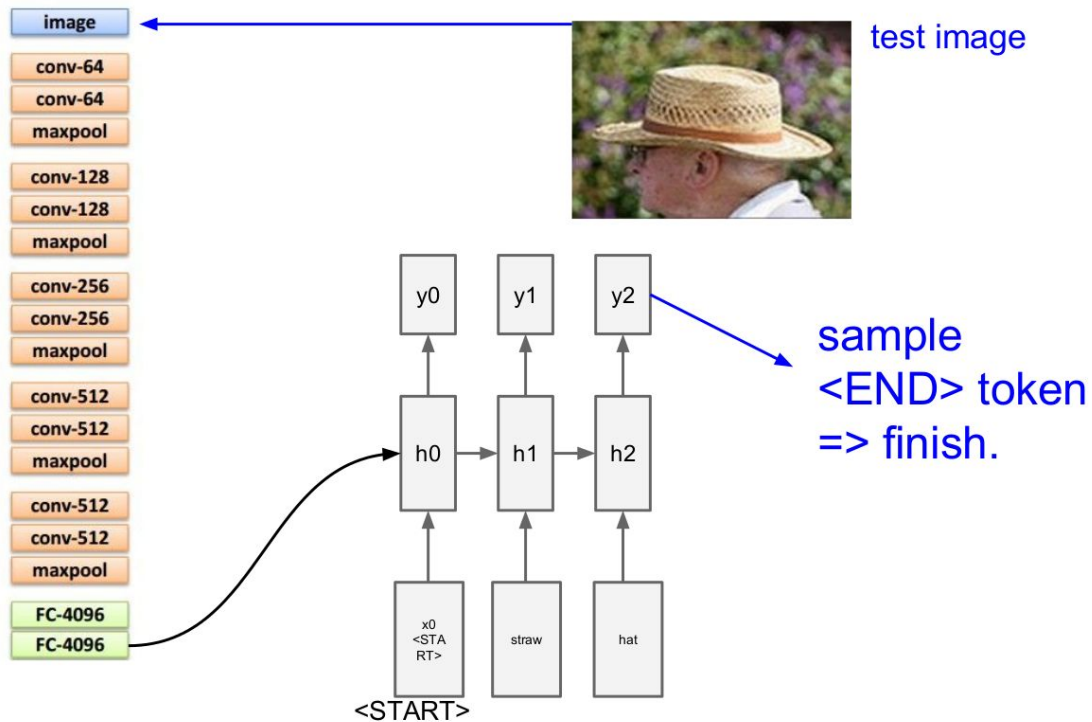 image
conv-64
conv-64
maxpool
conv-128
conv-128
maxpool
conv-256
conv-256
maxpool
conv-512
conv-512
maxpool
conv-512
conv-512
maxpool
FC-4096
FC-4096
test image
y0
y1
y2
h0
h1
h2
x0
<STA
RT>
straw
hat
<START>
sample
<END> token
=> finish.